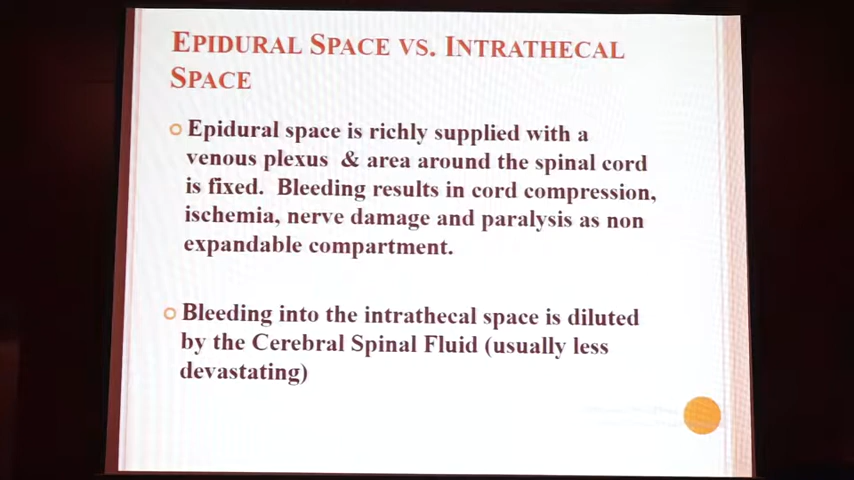 EPIDURAL SPACE VS. INTRATHECAL
SPACE
Epidural space is richly supplied with a
venous plexus & area around the spinal cord
is fixed. Bleeding results in cord compression,
ischemia, nerve damage and paralysis as non
expandable compartment.
Bleeding into the intrathecal space is diluted
by the Cerebral Spinal Fluid (usually less
devastating)